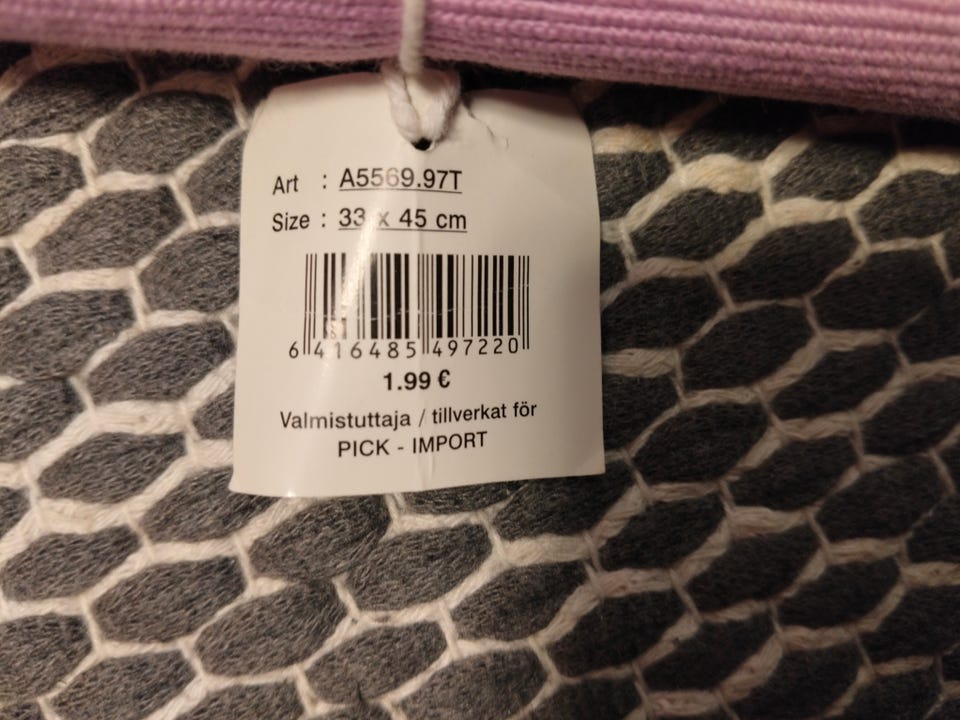 Art : A5569.97T
Size : 33 x 45 cm
6 416485 497220
1.99 €
Valmistuttaja / tillverkat för
PICK - IMPORT